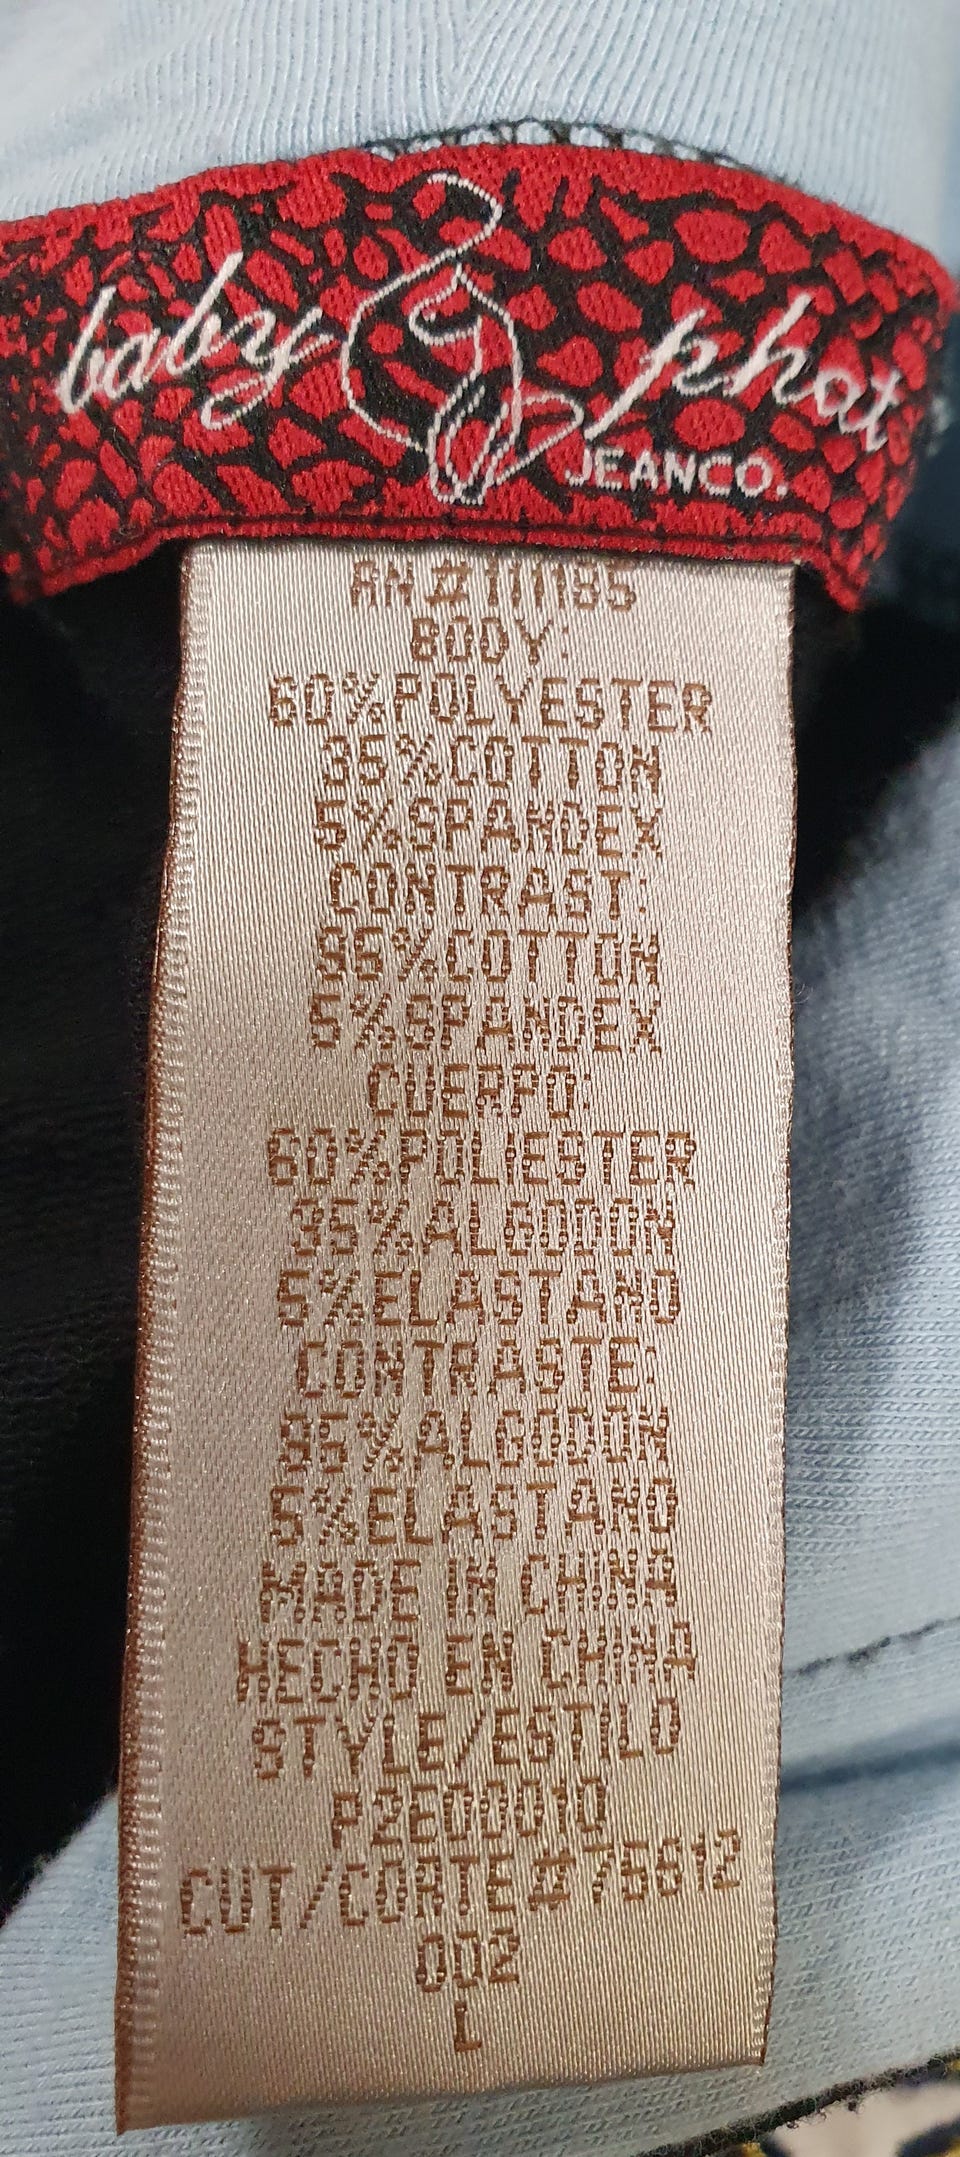 baby phat
JEANCO.
RN #111185
BODY:
60%POLYESTER
35%COTTON
5%SPANDEX
CONTRAST:
95%COTTON
5%SPANDEX
CUERPO:
60%POLIESTER
35%ALGODON
5%ELASTANO
CONTRASTE:
95%ALGODON
5%ELASTANO
MADE IN CHINA
HECHO EN CHINA
STYLE/ESTILO
P2E00010
CUT/CORTE#75612
002
L